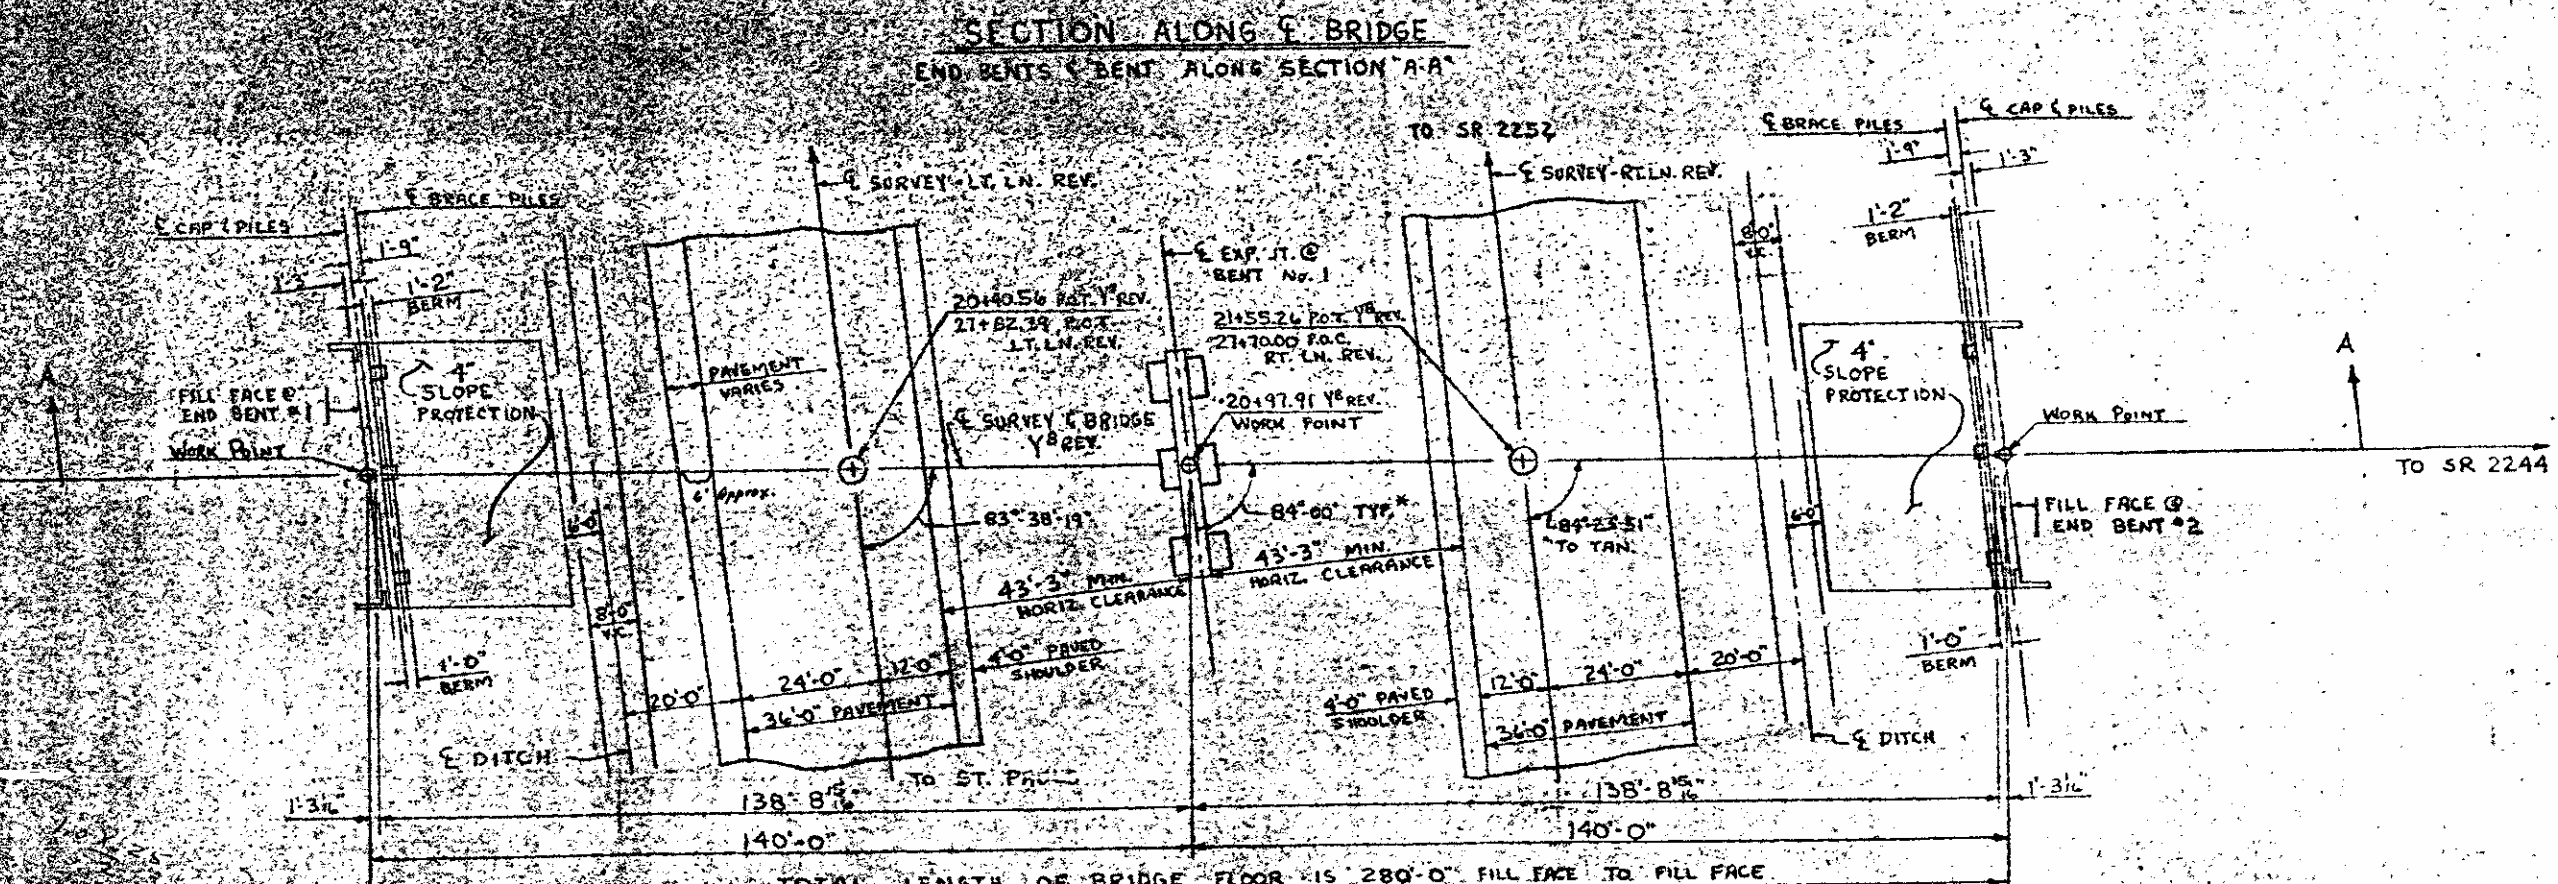 SECTION ALONG ℄ BRIDGE
END BENTS & BENT ALONG SECTION "A-A"
TO SR 2252
℄ BRACE PILES
℄ CAP & PILES
1'-9"
1'-3"
℄ SURVEY-LT. LN. REV.
℄ SURVEY-RT. LN. REV.
℄ BRACE PILES
℄ CAP & PILES
1'-9"
1'-3
1'-2"
BERM
1'-2"
BERM
8'-0"
℄ EXP. JT. @
BENT No. 1
20+90.56 P.O.T. Yᴮ REV.
27+82.39 P.O.T.
LT. LN. REV.
21+55.26 P.O.T. Yᴮ REV.
27+70.00 P.O.C.
RT. LN. REV.
A
A
PAVEMENT
VARIES
4"
SLOPE
PROTECTION
4"
SLOPE
PROTECTION
FILL FACE @
END BENT #1
WORK POINT
℄ SURVEY & BRIDGE
Yᴮ REV.
20+97.91 Yᴮ REV.
WORK POINT
WORK POINT
TO SR 2244
6' Approx.
83°-38'-19"
84°-00' TYP.*
84°-23'-51"
TO TAN.
6'-0"
FILL FACE @
END BENT #2
43'-3" MIN.
HORIZ. CLEARANCE
43'-3" MIN.
HORIZ. CLEARANCE
8'-0"
1'-0"
BERM
1'-0"
BERM
20'-0"
24'-0"
12'-0"
4'-0" PAVED
SHOULDER
36'-0" PAVEMENT
4'-0" PAVED
SHOULDER
12'-0"
24'-0"
20'-0"
36'-0" PAVEMENT
℄ DITCH
℄ DITCH
TO ST. PAUL
1'-3 1/16"
138'-8 15/16"
138'-8 15/16"
1'-3 1/16"
140'-0"
140'-0"
TOTAL LENGTH OF BRIDGE FLOOR IS 280'-0" FILL FACE TO FILL FACE